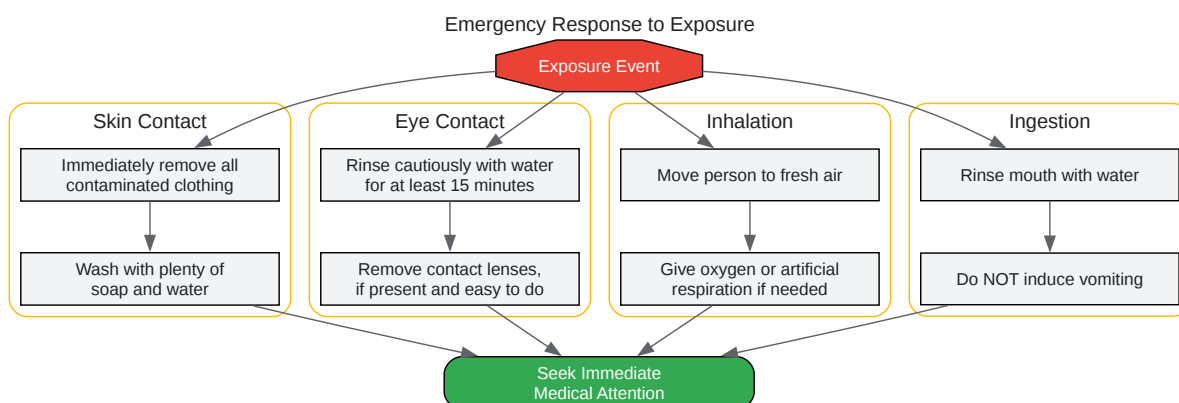 Emergency Response to Exposure
Exposure Event
Skin Contact
Immediately remove all
contaminated clothing
Wash with plenty of
soap and water
Eye Contact
Rinse cautiously with water
for at least 15 minutes
Remove contact lenses,
if present and easy to do
Inhalation
Move person to fresh air
Give oxygen or artificial
respiration if needed
Ingestion
Rinse mouth with water
Do NOT induce vomiting
Seek Immediate
Medical Attention